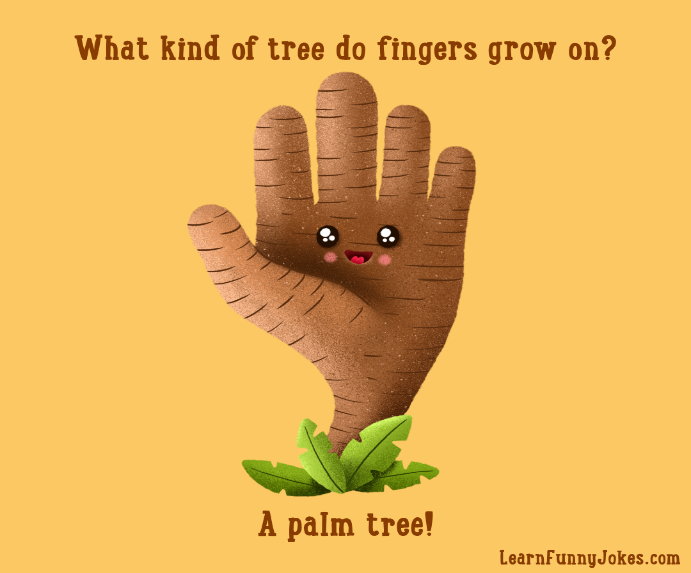 What kind of tree do fingers grow on?
A palm tree!
LearnFunnyJokes.com